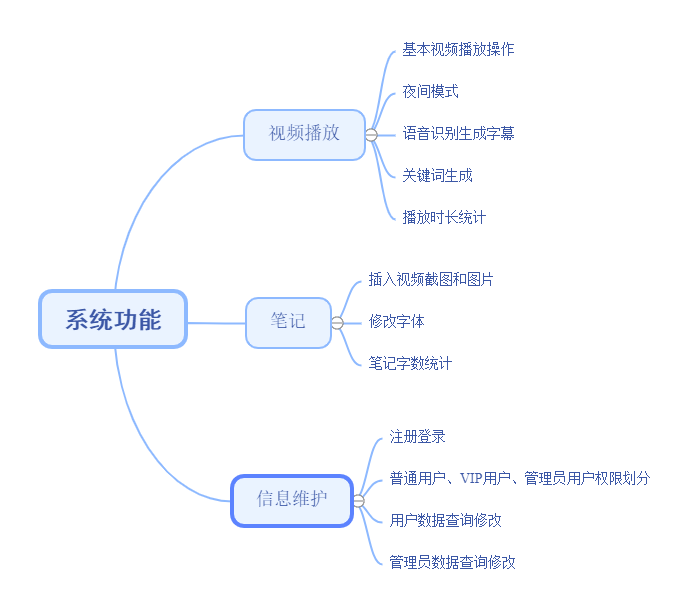 系统功能
视频播放
基本视频播放操作
夜间模式
语音识别生成字幕
关键词生成
播放时长统计
笔记
插入视频截图和图片
修改字体
笔记字数统计
信息维护
注册登录
普通用户、VIP用户、管理员用户权限划分
用户数据查询修改
管理员数据查询修改